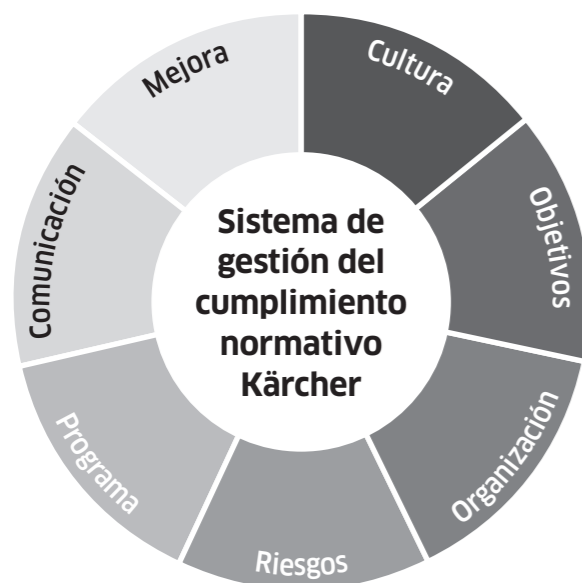 Cultura
Objetivos
Organización
Riesgos
Programa
Comunicación
Mejora
Sistema de
gestión del
cumplimiento
normativo
Kärcher